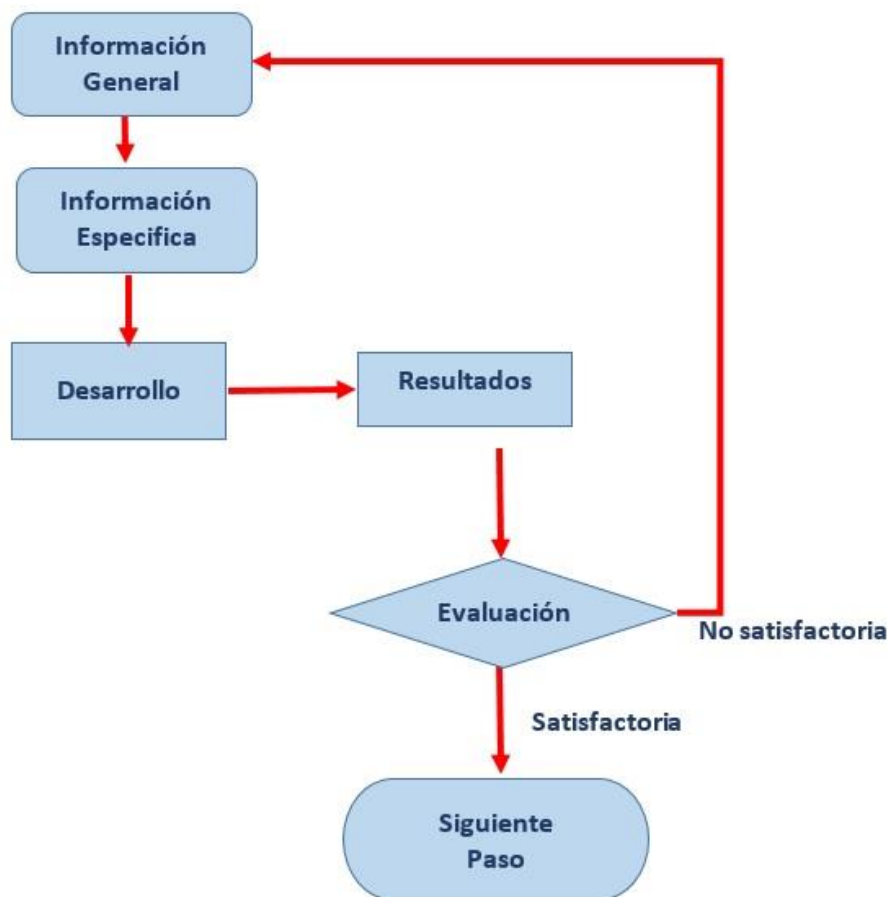 Información
General
Información
Especifica
Desarrollo
Resultados
Evaluación
No satisfactoria
Satisfactoria
Siguiente
Paso